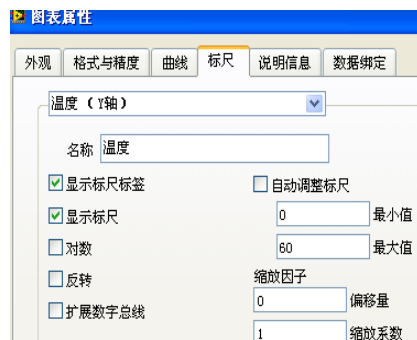 图表属性
外观 格式与精度 曲线 标尺 说明信息 数据绑定
温度 (Y轴)
名称 温度
显示标尺标签 自动调整标尺
显示标尺 0 最小值
对数 60 最大值
反转 缩放因子
扩展数字总线 0 偏移量
1 缩放系数